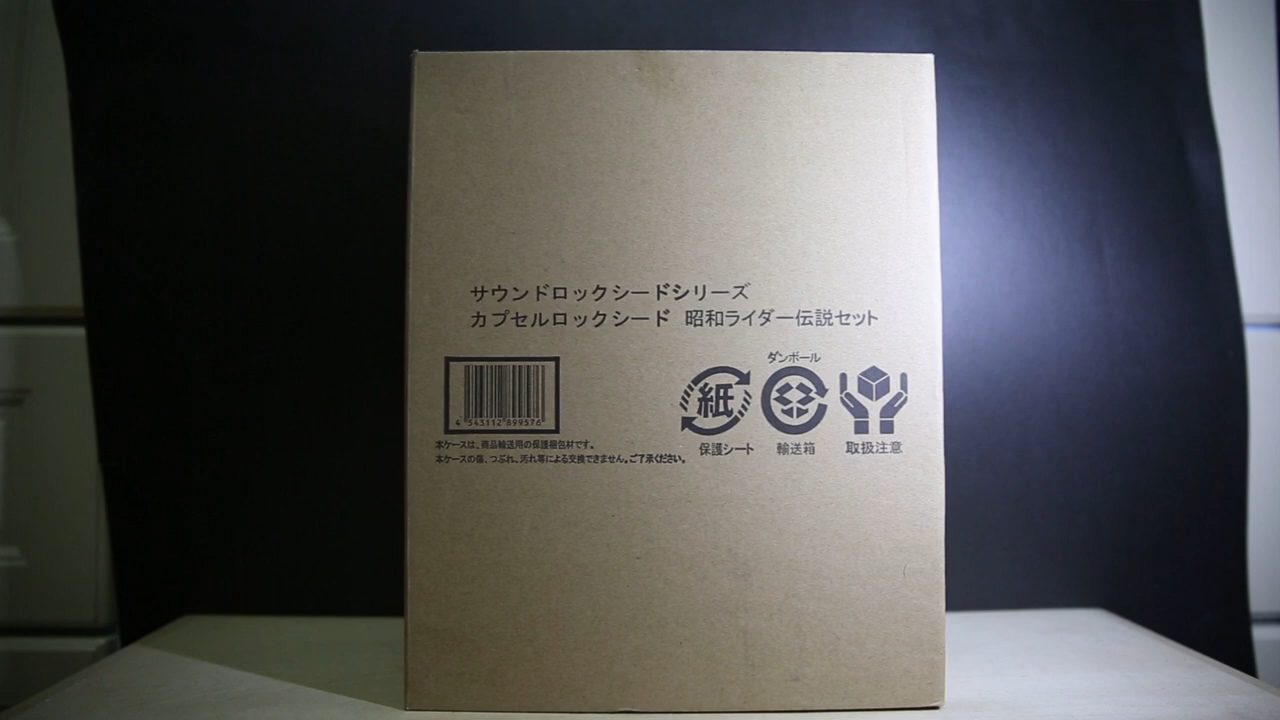 サウンドロックシードシリーズ
カプセルロックシード 昭和ライダー伝説セット
ダンボール
紙
4 543112 899576
保護シート 輸送箱 取扱注意
本ケースは、商品輸送用の保護梱包材です。
本ケースの傷、つぶれ、汚れ等による交換できません。ご了承ください。